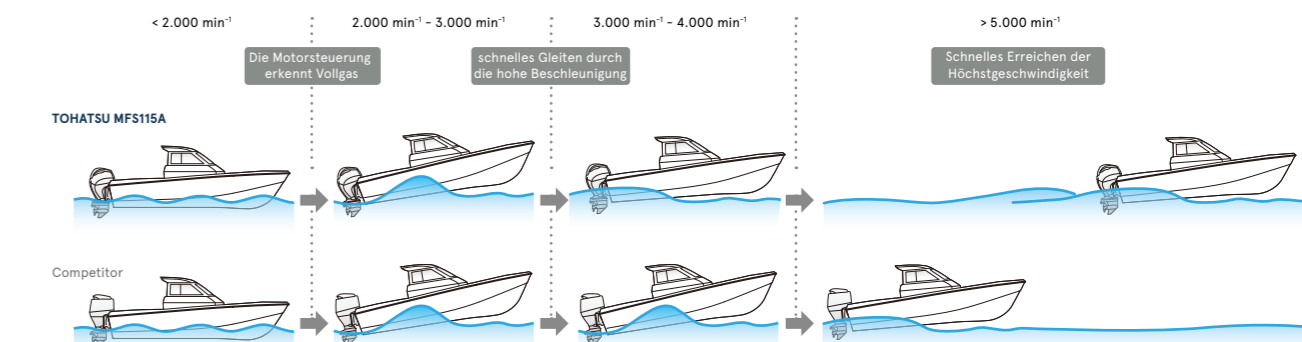 < 2.000 min⁻¹
2.000 min⁻¹ - 3.000 min⁻¹
3.000 min⁻¹ - 4.000 min⁻¹
> 5.000 min⁻¹
Die Motorsteuerung
erkennt Vollgas
schnelles Gleiten durch
die hohe Beschleunigung
Schnelles Erreichen der
Höchstgeschwindigkeit
TOHATSU MFS115A
Competitor